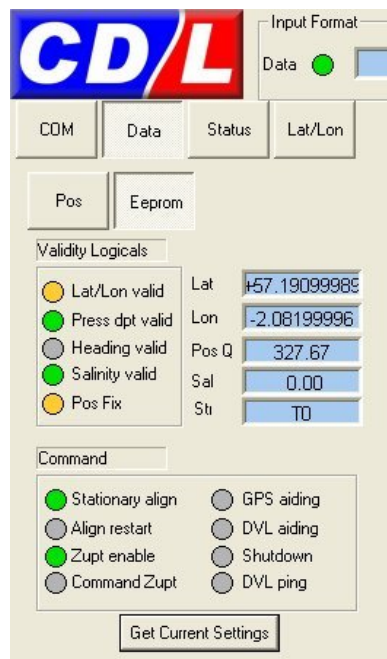 CD/L
Input Format
Data
COM Data Status Lat/Lon
Pos Eeprom
Validity Logicals
Lat/Lon valid
Press dpt valid
Heading valid
Salinity valid
Pos Fix
Lat +57.19099989
Lon -2.08199996
Pos Q 327.67
Sal 0.00
Str T0
Command
Stationary align
Align restart
Zupt enable
Command Zupt
GPS aiding
DVL aiding
Shutdown
DVL ping
Get Current Settings